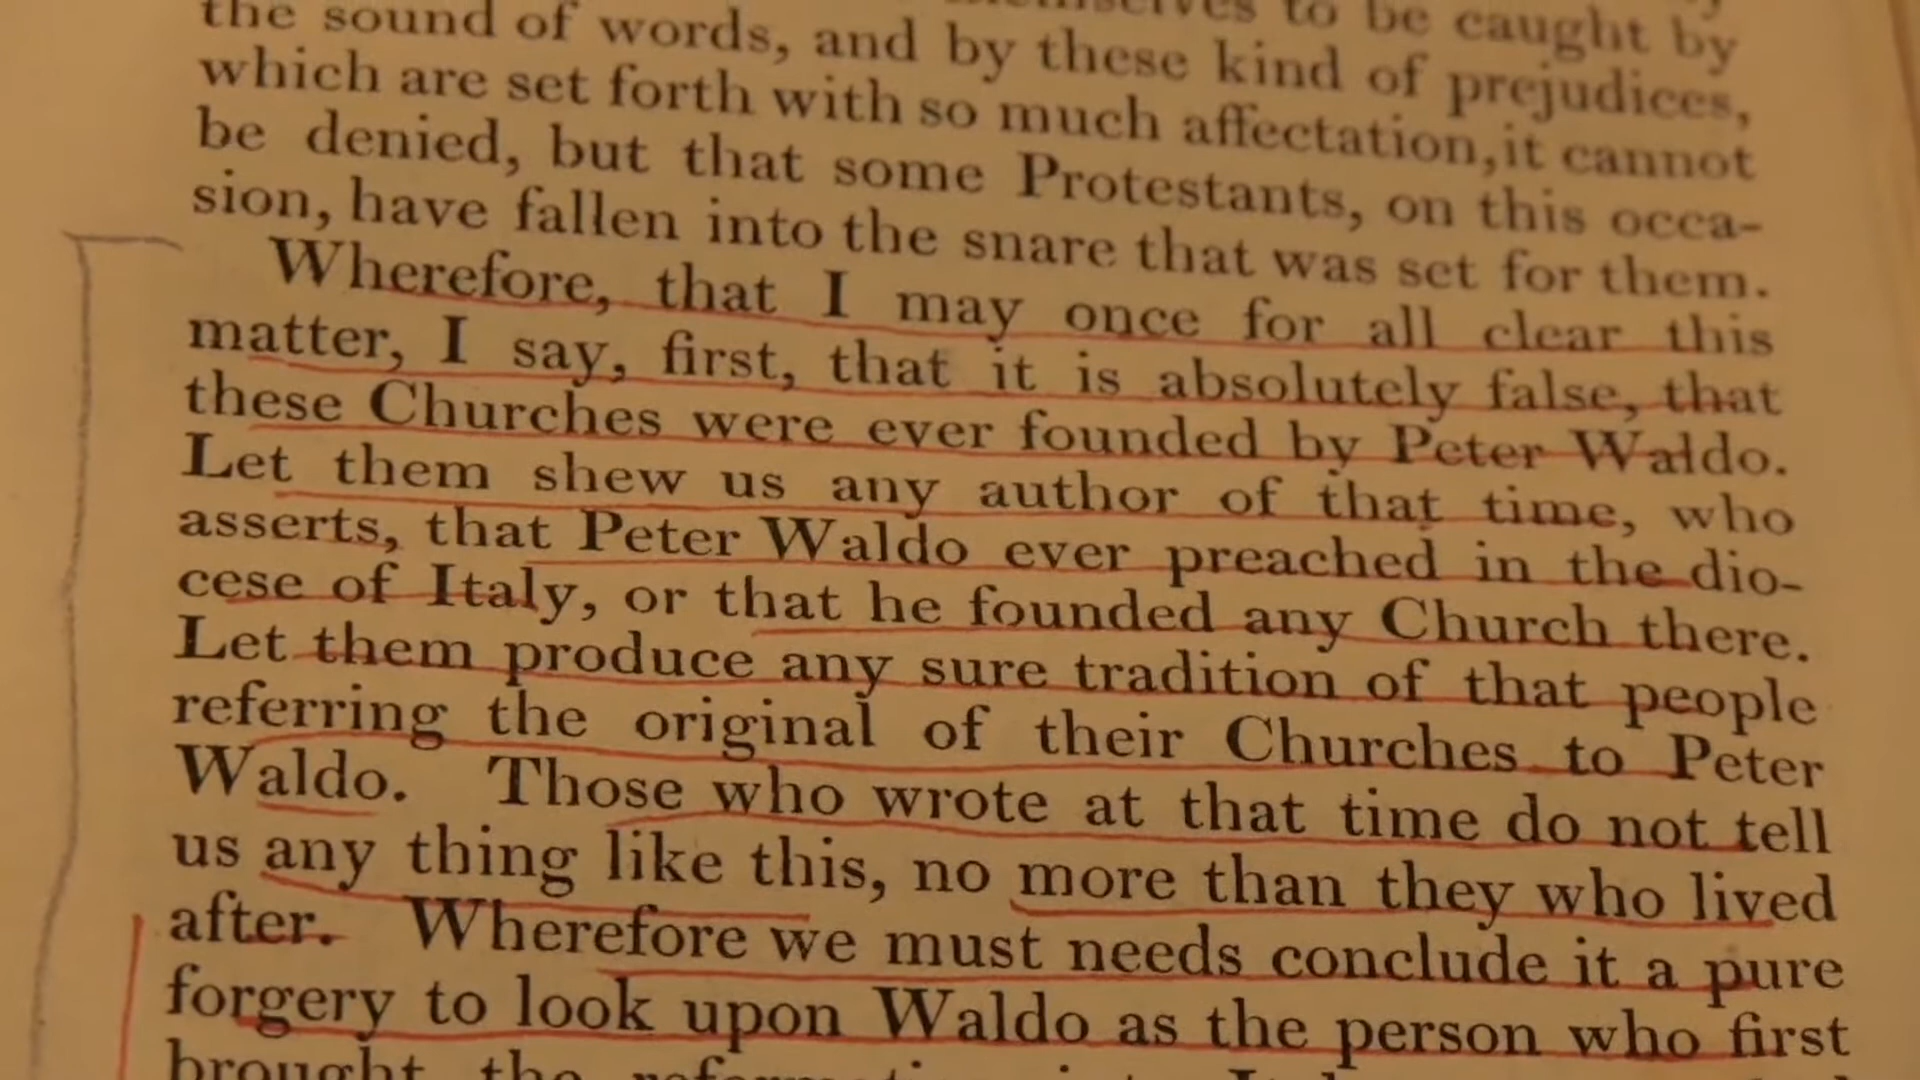 to be caught by
the sound of words, and by these kind of prejudices,
which are set forth with so much affectation, it cannot
be denied, but that some Protestants, on this occa-
sion, have fallen into the snare that was set for them.
Wherefore, that I may once for all clear this
matter, I say, first, that it is absolutely false, that
these Churches were ever founded by Peter Waldo.
Let them shew us any author of that time, who
asserts, that Peter Waldo ever preached in the dio-
cese of Italy, or that he founded any Church there.
Let them produce any sure tradition of that people
referring the original of their Churches to Peter
Waldo. Those who wrote at that time do not tell
us any thing like this, no more than they who lived
after. Wherefore we must needs conclude it a pure
forgery to look upon Waldo as the person who first
brought the